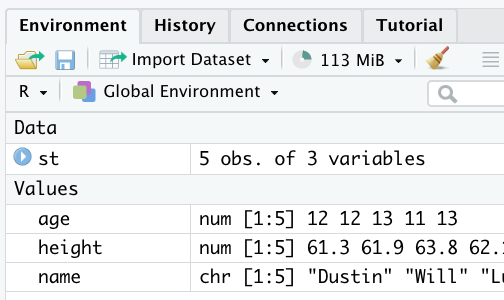 Environment History Connections Tutorial
Import Dataset 113 MiB
R Global Environment
Data
st 5 obs. of 3 variables
Values
age num [1:5] 12 12 13 11 13
height num [1:5] 61.3 61.9 63.8 62.
name chr [1:5] "Dustin" "Will"